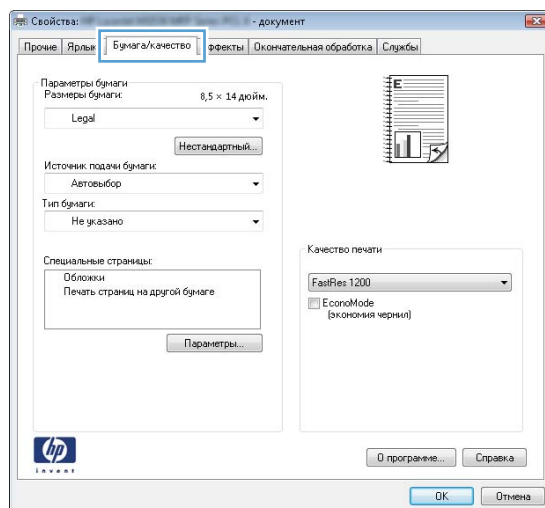 Свойства: - документ
Прочие Ярлык Бумага/качество ффекты Окончательная обработка Службы
Параметры бумаги
Размеры бумаги: 8,5 × 14 дюйм.
Legal
Нестандартный...
Источник подачи бумаги:
Автовыбор
Тип бумаги:
Не указано
Специальные страницы:
Обложки
Печать страниц на другой бумаге
Параметры...
E
Качество печати
FastRes 1200
EconoMode
(экономия чернил)
hp
invent
О программе... Справка
OK Отмена